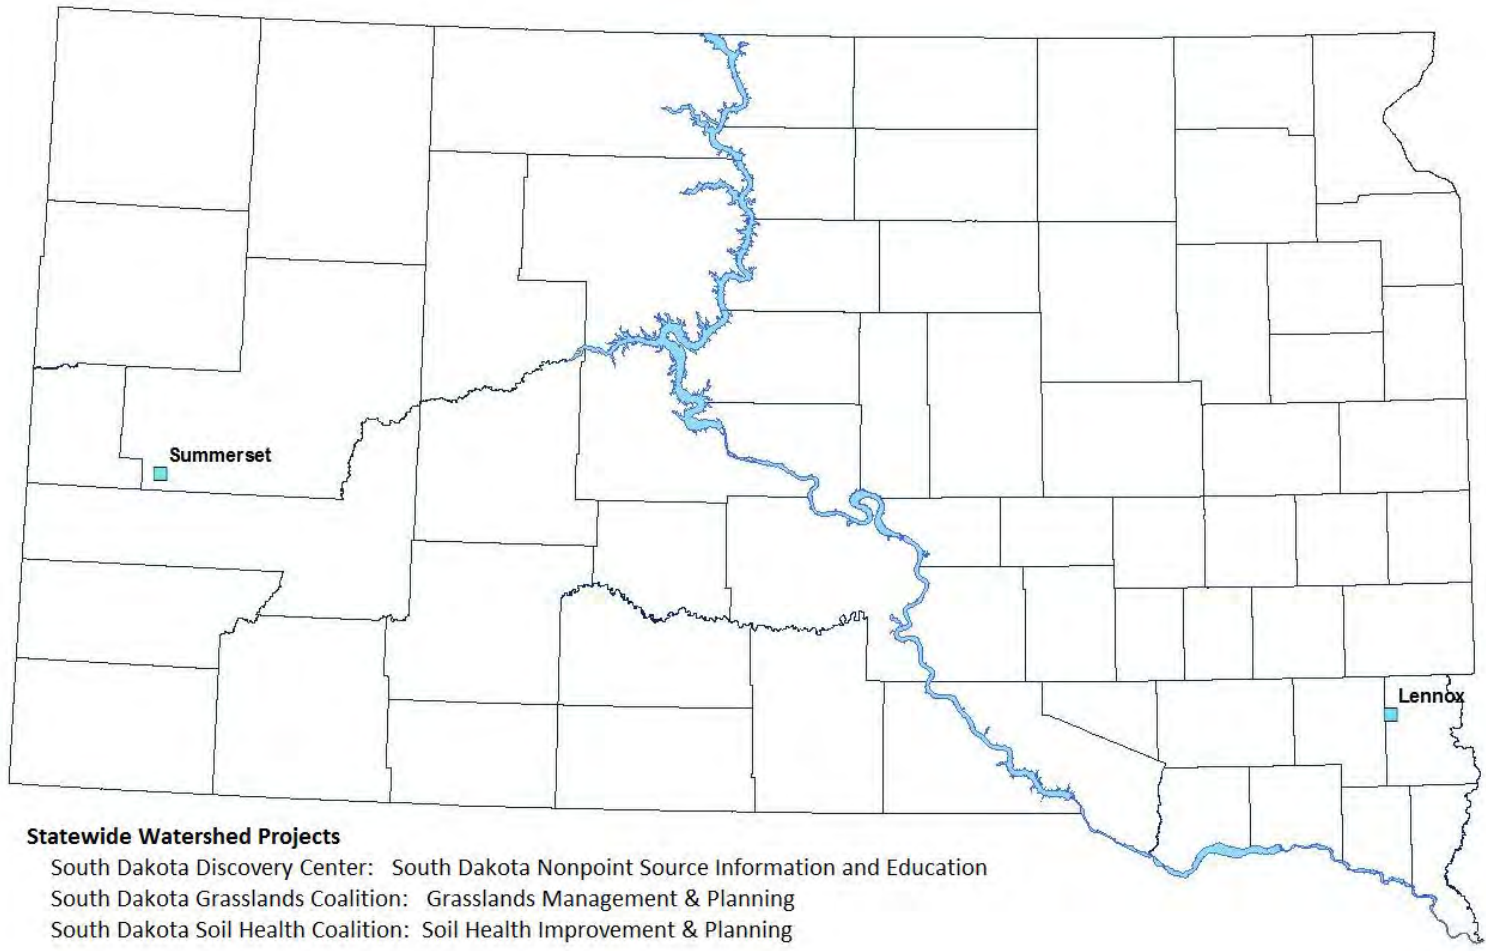 Summerset
Lennox
Statewide Watershed Projects
South Dakota Discovery Center: South Dakota Nonpoint Source Information and Education
South Dakota Grasslands Coalition: Grasslands Management & Planning
South Dakota Soil Health Coalition: Soil Health Improvement & Planning